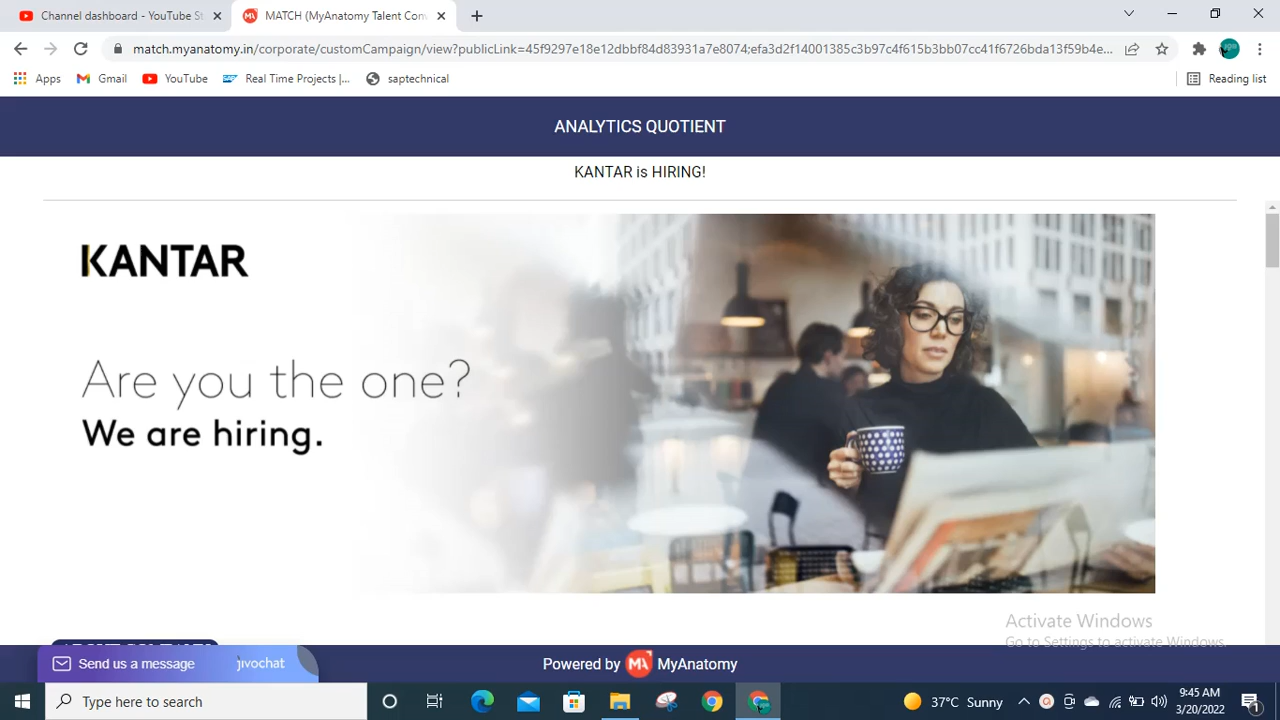 Channel dashboard - YouTube St
MATCH (MyAnatomy Talent Com
match.myanatomy.in/corporate/customCampaign/view?publicLink=45f9297e18e12dbbf84d83931a7e8074;efa3d2f14001385c3b97c4f615b3bb07cc41f6726bda13f59b4e...
Apps
Gmail
YouTube
Real Time Projects |...
saptechnical
Reading list
ANALYTICS QUOTIENT
KANTAR is HIRING!
KANTAR
Are you the one?
We are hiring.
Activate Windows
Go to Settings to activate Windows.
Send us a message
jivochat
Powered by MyAnatomy
Type here to search
37°C Sunny
9:45 AM
3/20/2022
1